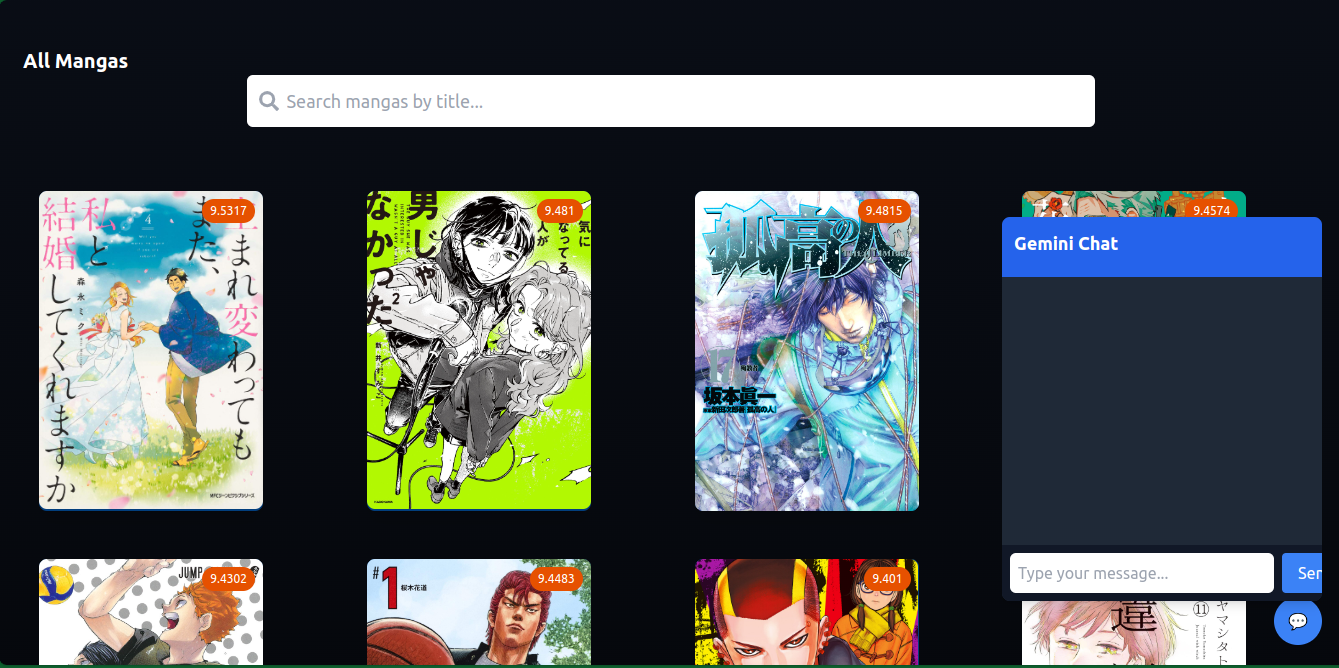 All Mangas
Search mangas by title...
9.5317
生まれ変わっても
また、
私と
結婚
してくれますか
4
森永ミク
9.481
気に
なってる
人が
男じゃ
なかった
2
新井すみこ
9.4815
孤高の人
17
坂本眞一
9.4574
Gemini Chat
Type your message...
Sen
9.4302
JUMP
9.4483
#1
桜木花道
9.401
違
11
ヤマシタト